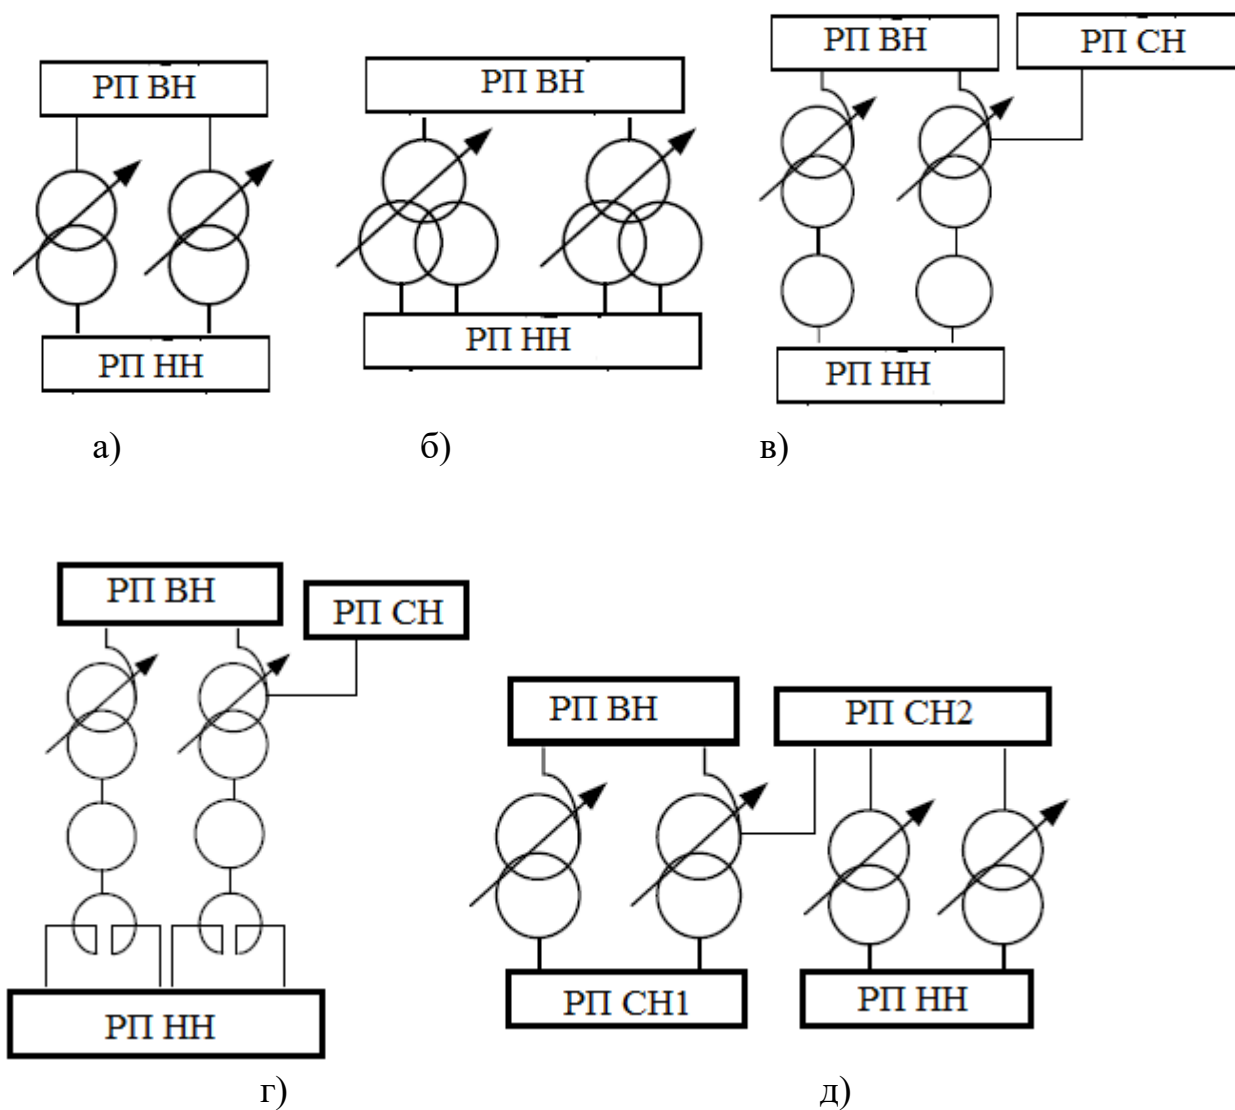 РП ВН
РП НН
а)
РП ВН
РП НН
б)
РП ВН
РП СН
РП НН
в)
РП ВН
РП СН
РП НН
г)
РП ВН
РП СН2
РП СН1
РП НН
д)